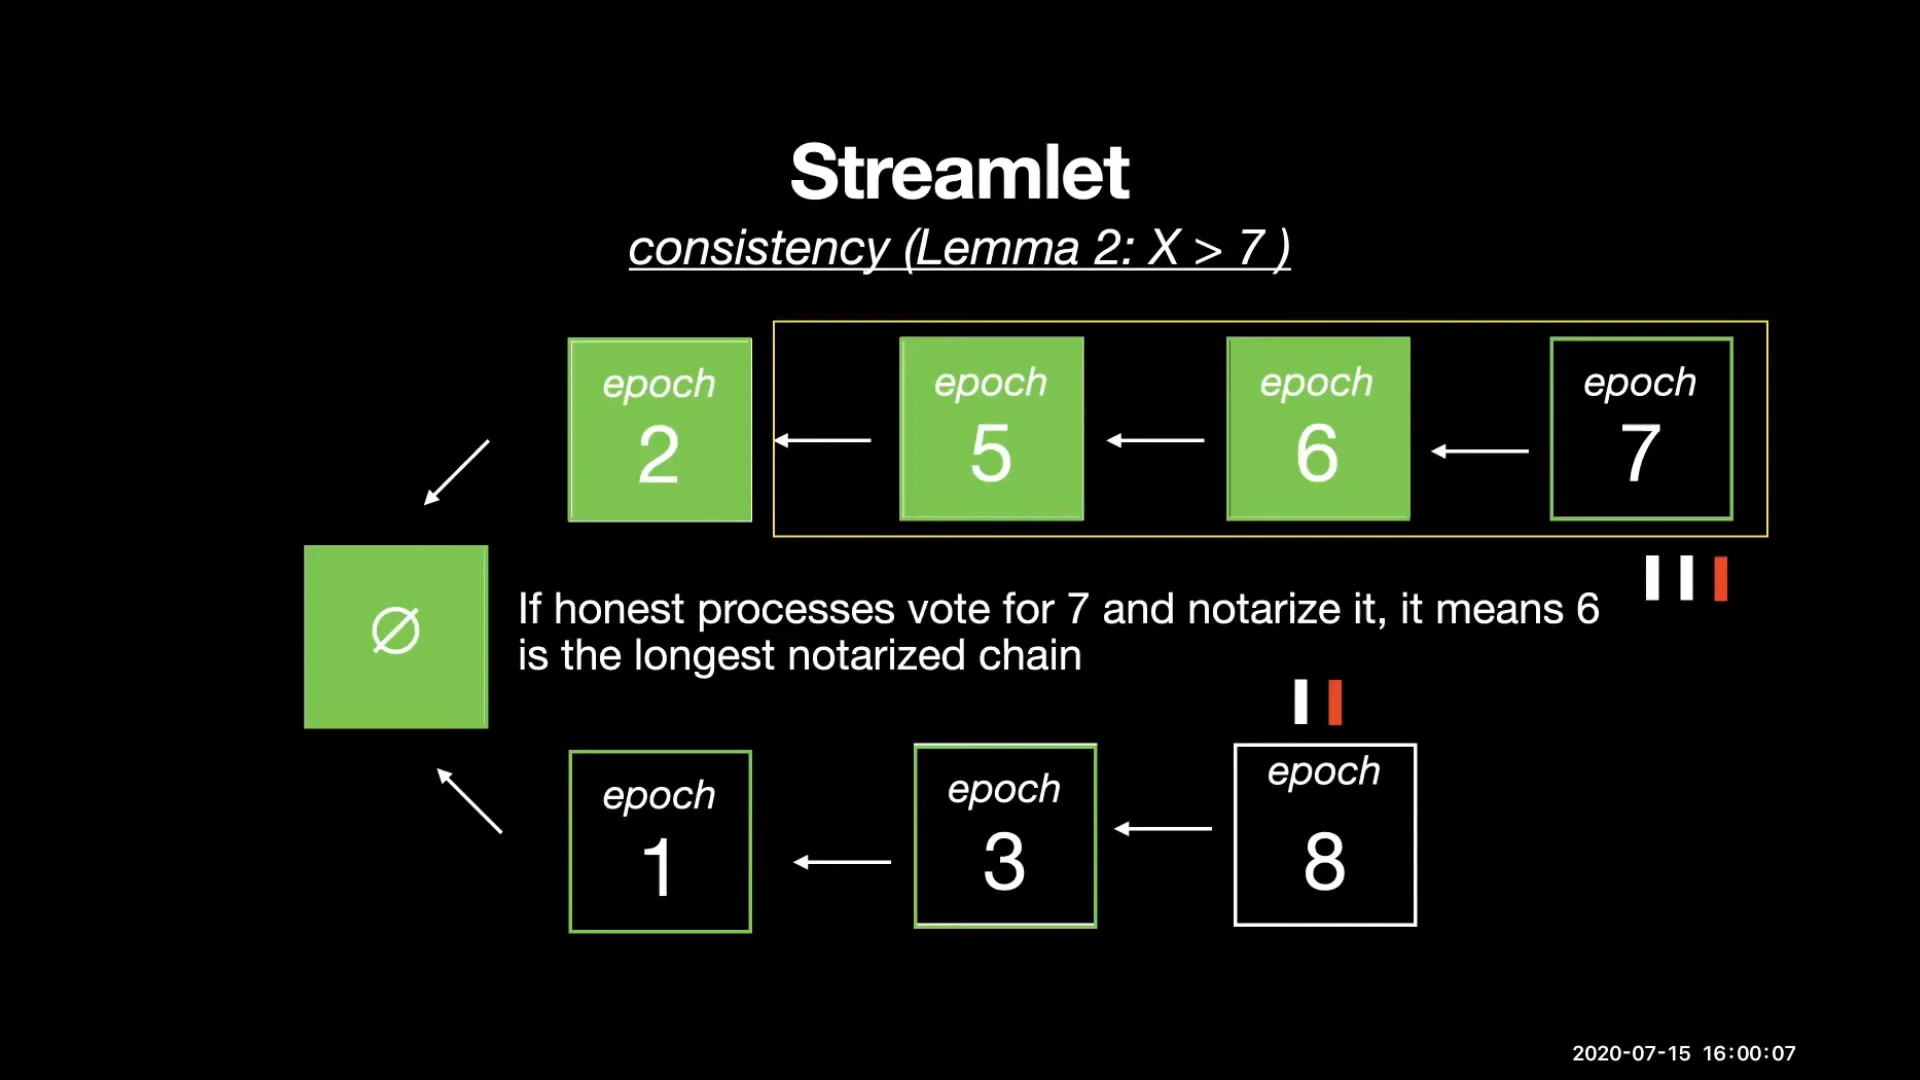 Streamlet
consistency (Lemma 2: X > 7 )
epoch
2
epoch
5
epoch
6
epoch
7
∅
If honest processes vote for 7 and notarize it, it means 6
is the longest notarized chain
epoch
1
epoch
3
epoch
8
2020-07-15 16:00:07